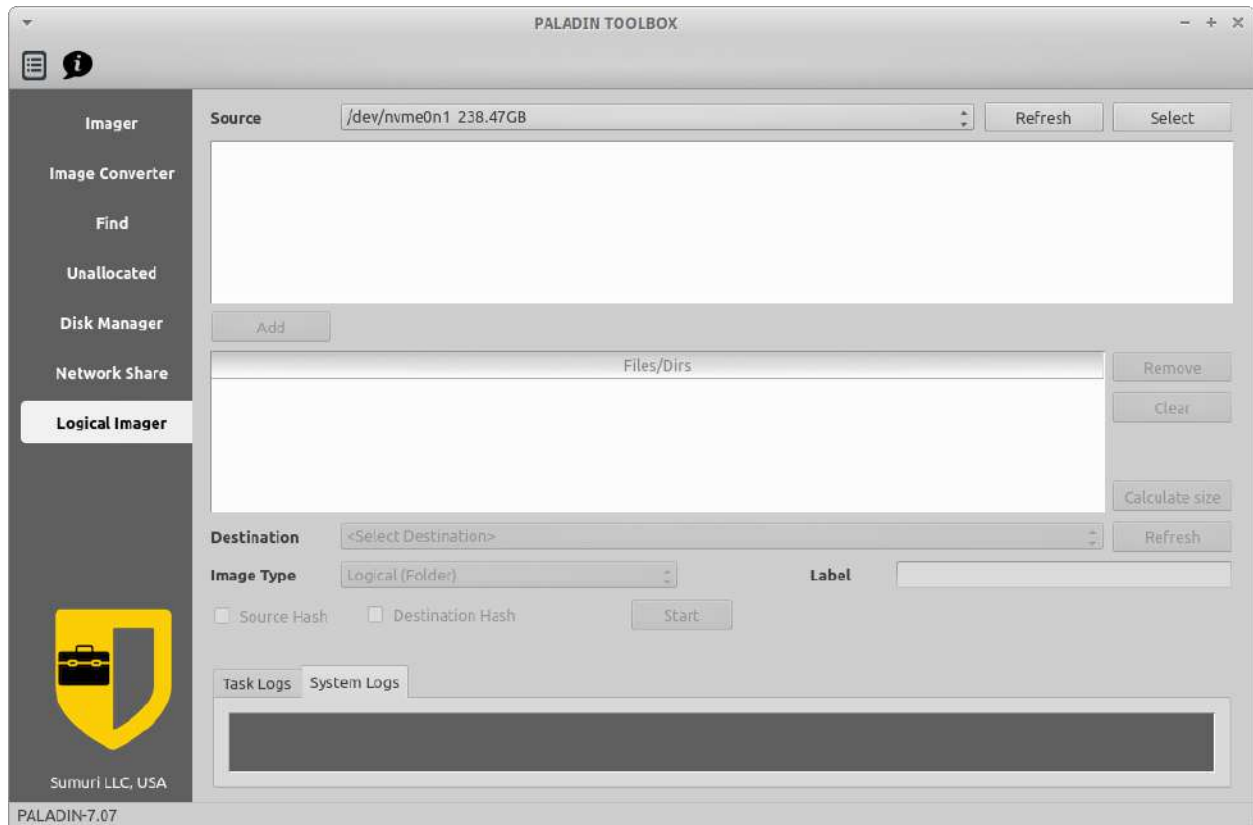 PALADIN TOOLBOX
Imager
Image Converter
Find
Unallocated
Disk Manager
Network Share
Logical Imager
Sumuri LLC, USA
Source /dev/nvme0n1 238.47GB Refresh Select
Add
Files/Dirs Remove
Clear
Calculate size
Destination <Select Destination> Refresh
Image Type Logical (Folder) Label
Source Hash Destination Hash Start
Task Logs System Logs
PALADIN-7.07